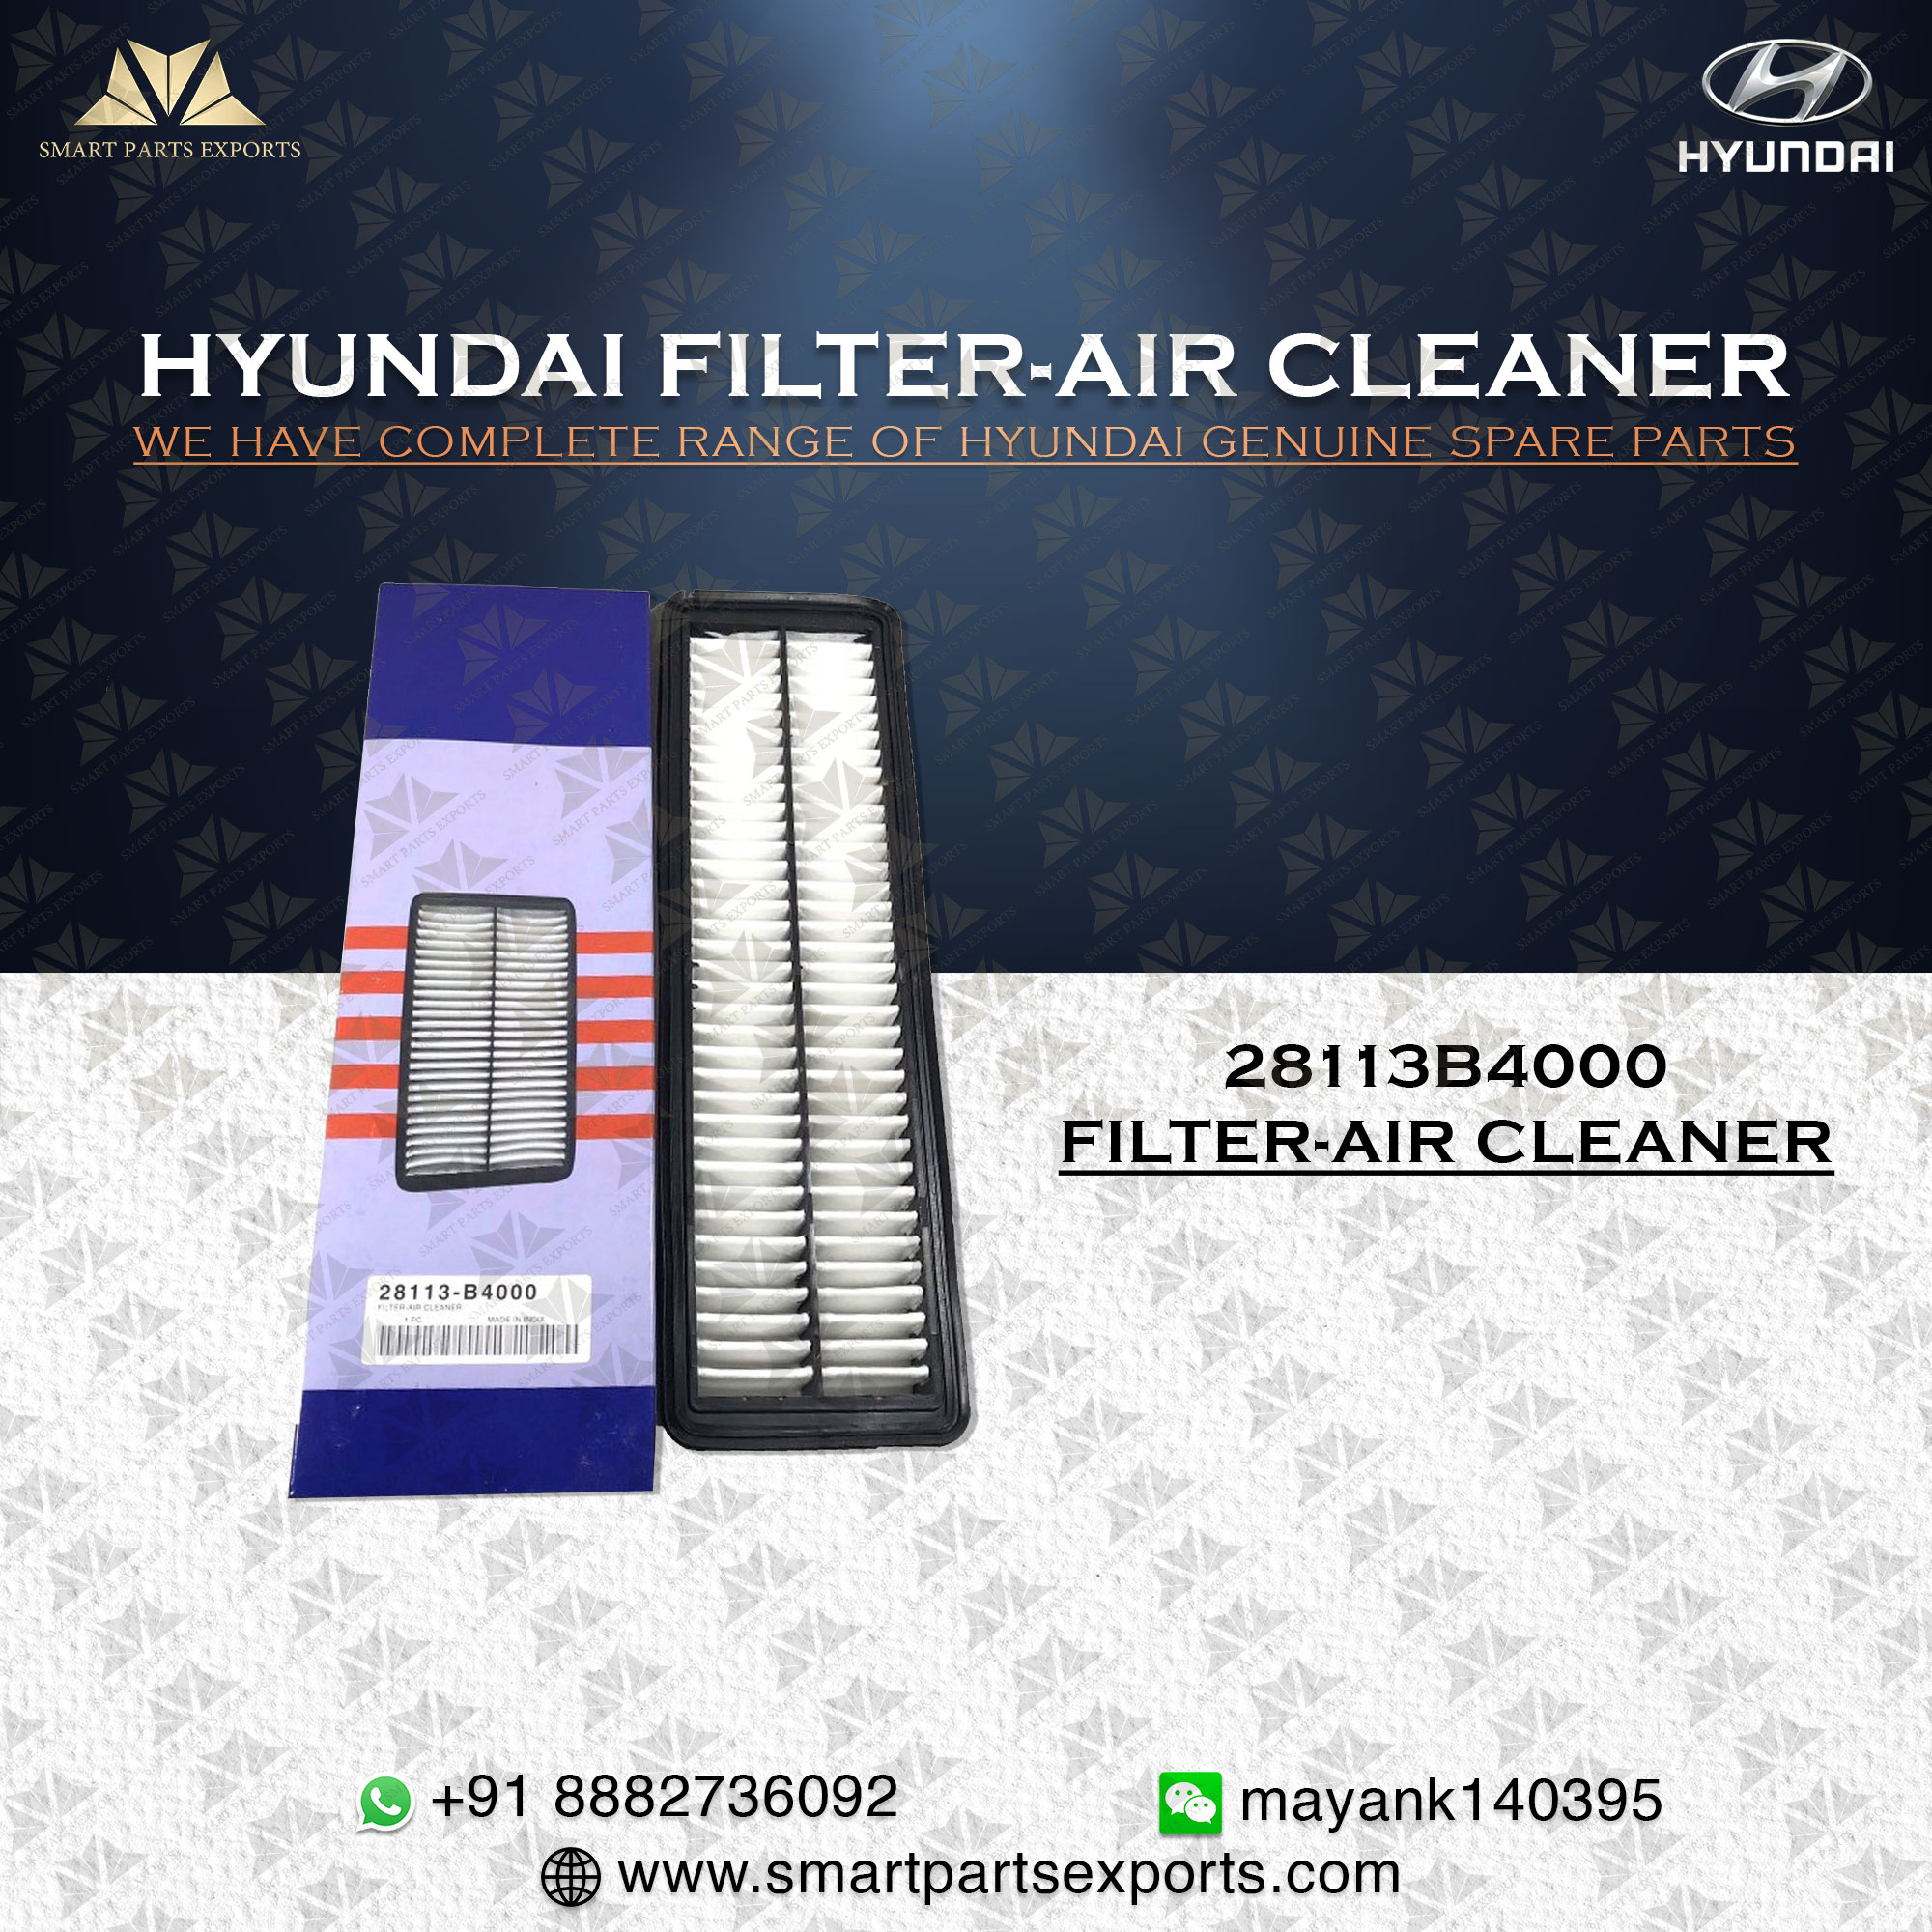 SMART PARTS EXPORTS
HYUNDAI
HYUNDAI FILTER-AIR CLEANER
WE HAVE COMPLETE RANGE OF HYUNDAI GENUINE SPARE PARTS
28113B4000
FILTER-AIR CLEANER
28113-B4000
FILTER-AIR CLEANER
1 PC. MADE IN INDIA
+91 8882736092
mayank140395
www.smartpartsexports.com